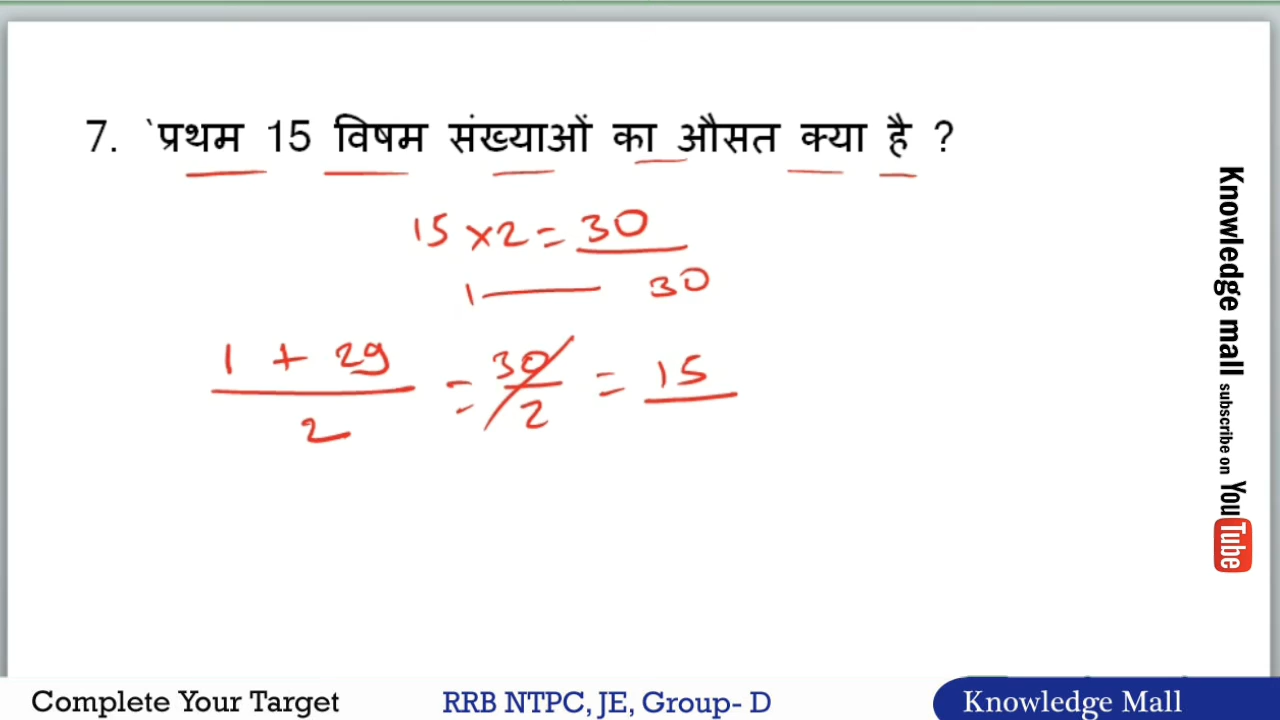 7. `प्रथम 15 विषम संख्याओं का औसत क्या है ?
15 × 2 = 30
1 —— 30
1 + 29 / 2 = 30 / 2 = 15
Knowledge mall subscribe on YouTube
Complete Your Target
RRB NTPC, JE, Group- D
Knowledge Mall